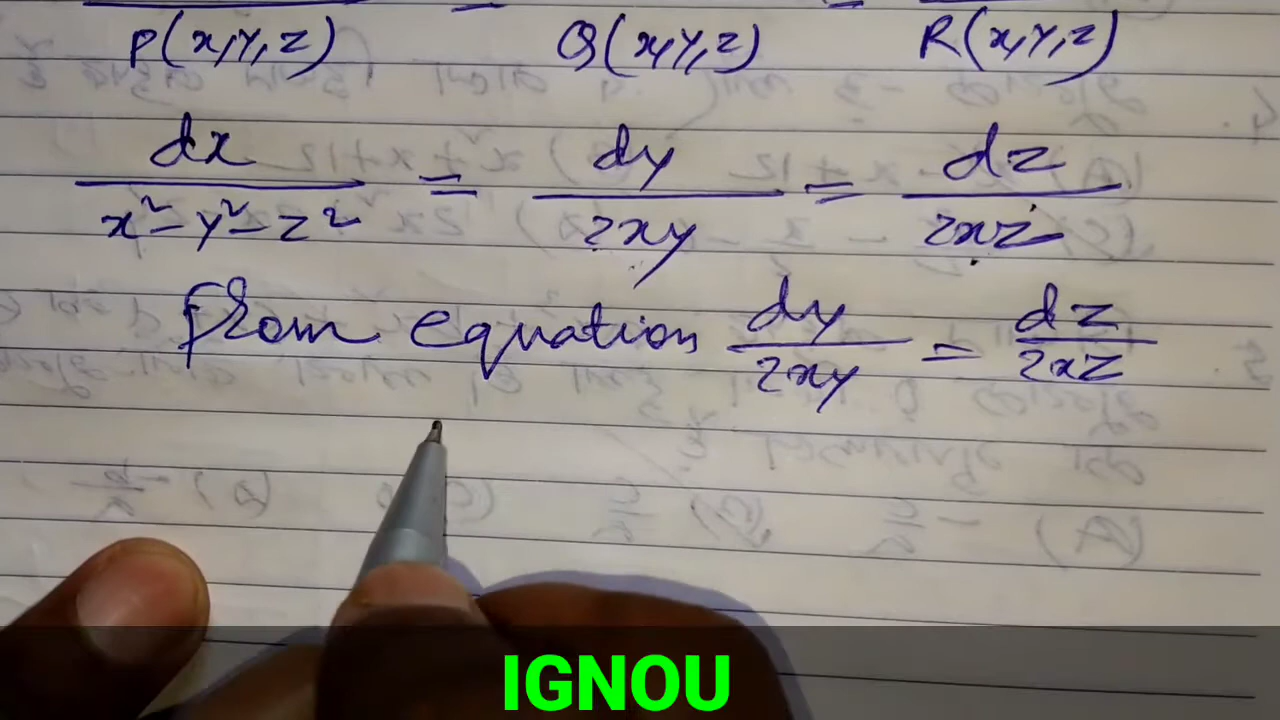 P(x,y,z) = Q(x,y,z) = R(x,y,z)
dx/(x²-y²-z²) = dy/2xy = dz/2xz
from equation dy/2xy = dz/2xz
IGNOU